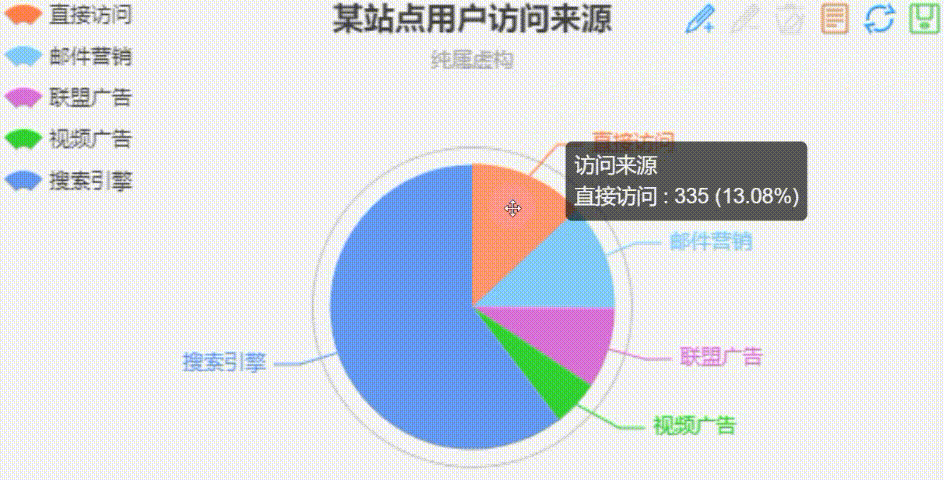 直接访问
邮件营销
联盟广告
视频广告
搜索引擎
某站点用户访问来源
纯属虚构
直接访问
访问来源
直接访问 : 335 (13.08%)
邮件营销
搜索引擎
联盟广告
视频广告